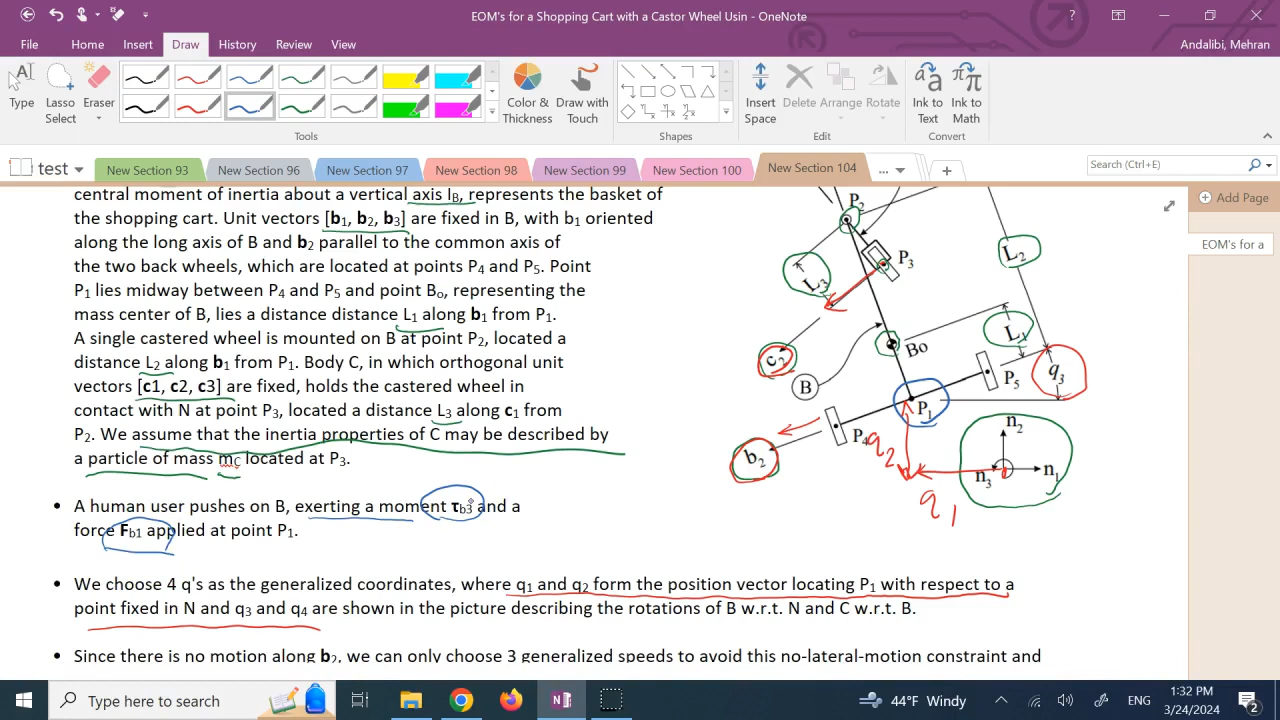 EOM's for a Shopping Cart with a Castor Wheel Usin - OneNote
File Home Insert Draw History Review View
Andalibi, Mehran
Type
Lasso Select
Eraser
Color & Thickness
Draw with Touch
Insert Space
Delete
Arrange
Rotate
Ink to Text
Ink to Math
Tools
Shapes
Edit
Convert
test
New Section 93
New Section 96
New Section 97
New Section 98
New Section 99
New Section 100
New Section 104
...
Search (Ctrl+E)
Add Page
EOM's for a
central moment of inertia about a vertical axis IB, represents the basket of
the shopping cart. Unit vectors [b1, b2, b3] are fixed in B, with b1 oriented
along the long axis of B and b2 parallel to the common axis of
the two back wheels, which are located at points P4 and P5. Point
P1 lies midway between P4 and P5 and point Bo, representing the
mass center of B, lies a distance distance L1 along b1 from P1.
A single castered wheel is mounted on B at point P2, located a
distance L2 along b1 from P1. Body C, in which orthogonal unit
vectors [c1, c2, c3] are fixed, holds the castered wheel in
contact with N at point P3, located a distance L3 along c1 from
P2. We assume that the inertia properties of C may be described by
a particle of mass mC located at P3.
• A human user pushes on B, exerting a moment τb3 and a
force Fb1 applied at point P1.
• We choose 4 q's as the generalized coordinates, where q1 and q2 form the position vector locating P1 with respect to a
point fixed in N and q3 and q4 are shown in the picture describing the rotations of B w.r.t. N and C w.r.t. B.
• Since there is no motion along b2, we can only choose 3 generalized speeds to avoid this no-lateral-motion constraint and
P2
P3
L2
L3
L1
Bo
c2
B
P5
q3
P1
P4
b2
q2
n2
n3
n1
q1
Type here to search
44°F Windy
ENG
1:32 PM
3/24/2024
2